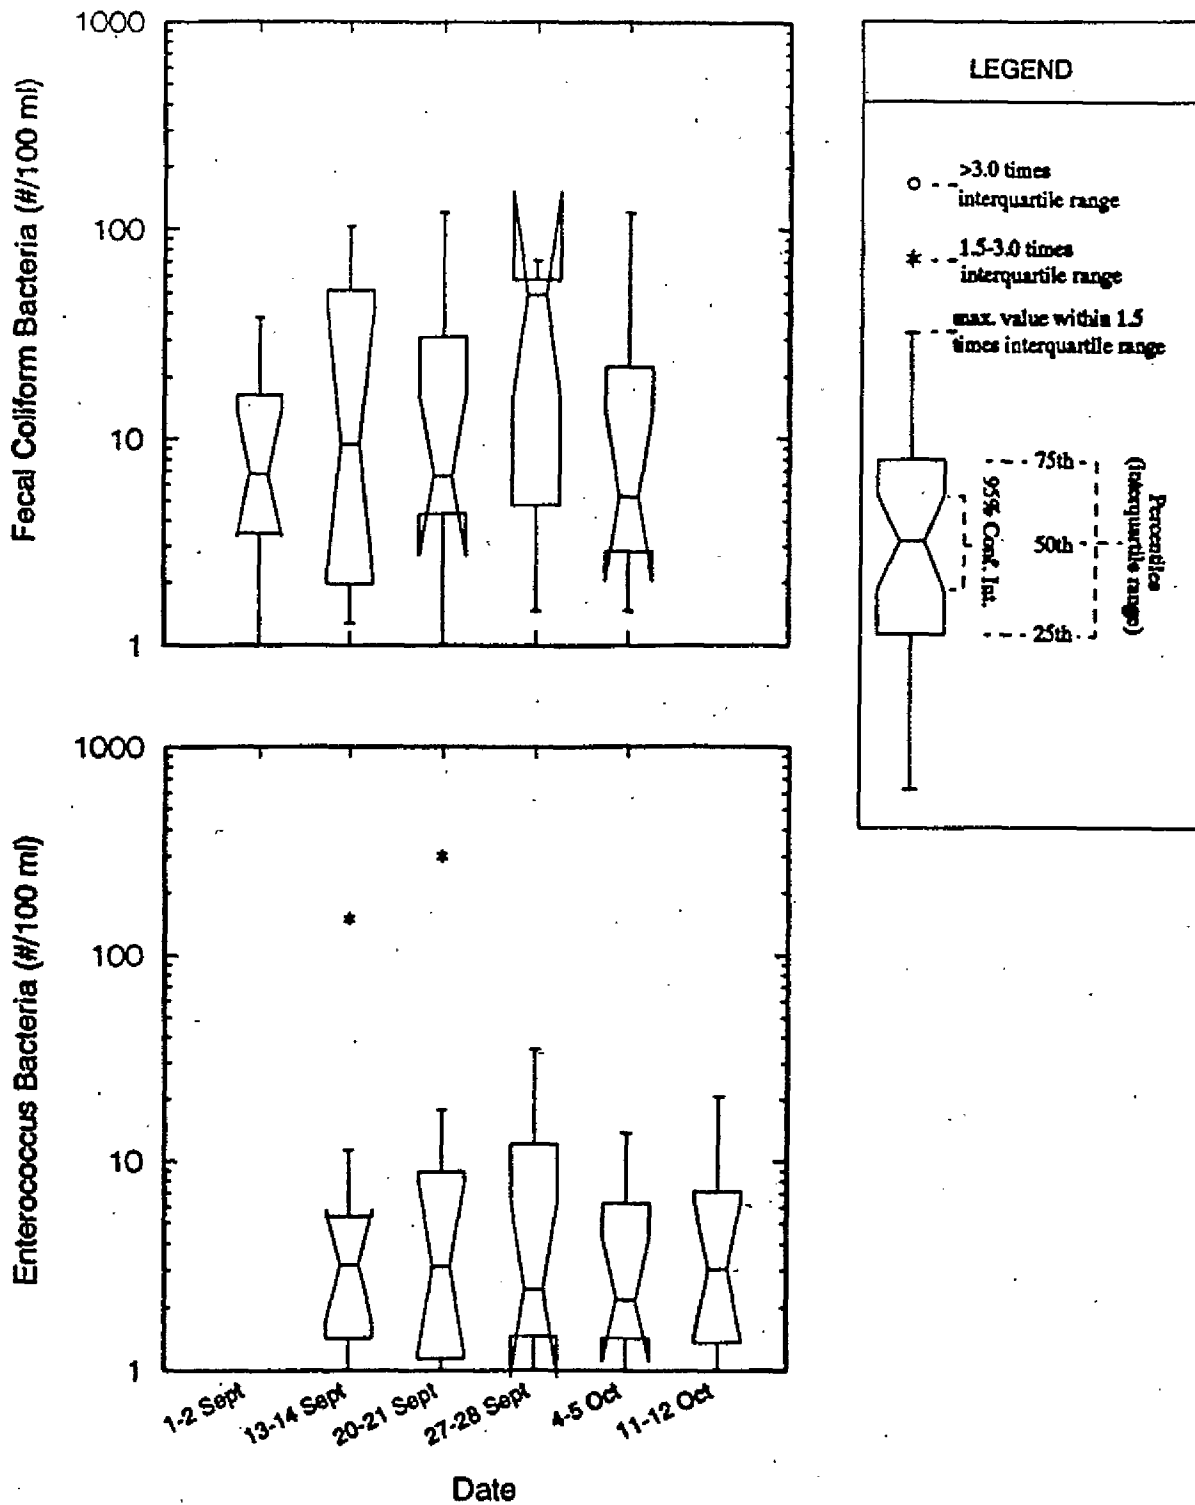 1000
100
10
1
Fecal Coliform Bacteria (#/100 ml)
1000
100
10
1
Enterococcus Bacteria (#/100 ml)
1-2 Sept
13-14 Sept
20-21 Sept
27-28 Sept
4-5 Oct
11-12 Oct
Date
LEGEND
>3.0 times
interquartile range
1.5-3.0 times
interquartile range
max. value within 1.5
times interquartile range
75th
50th
25th
95% Conf. Int.
Percentiles
(interquartile range)